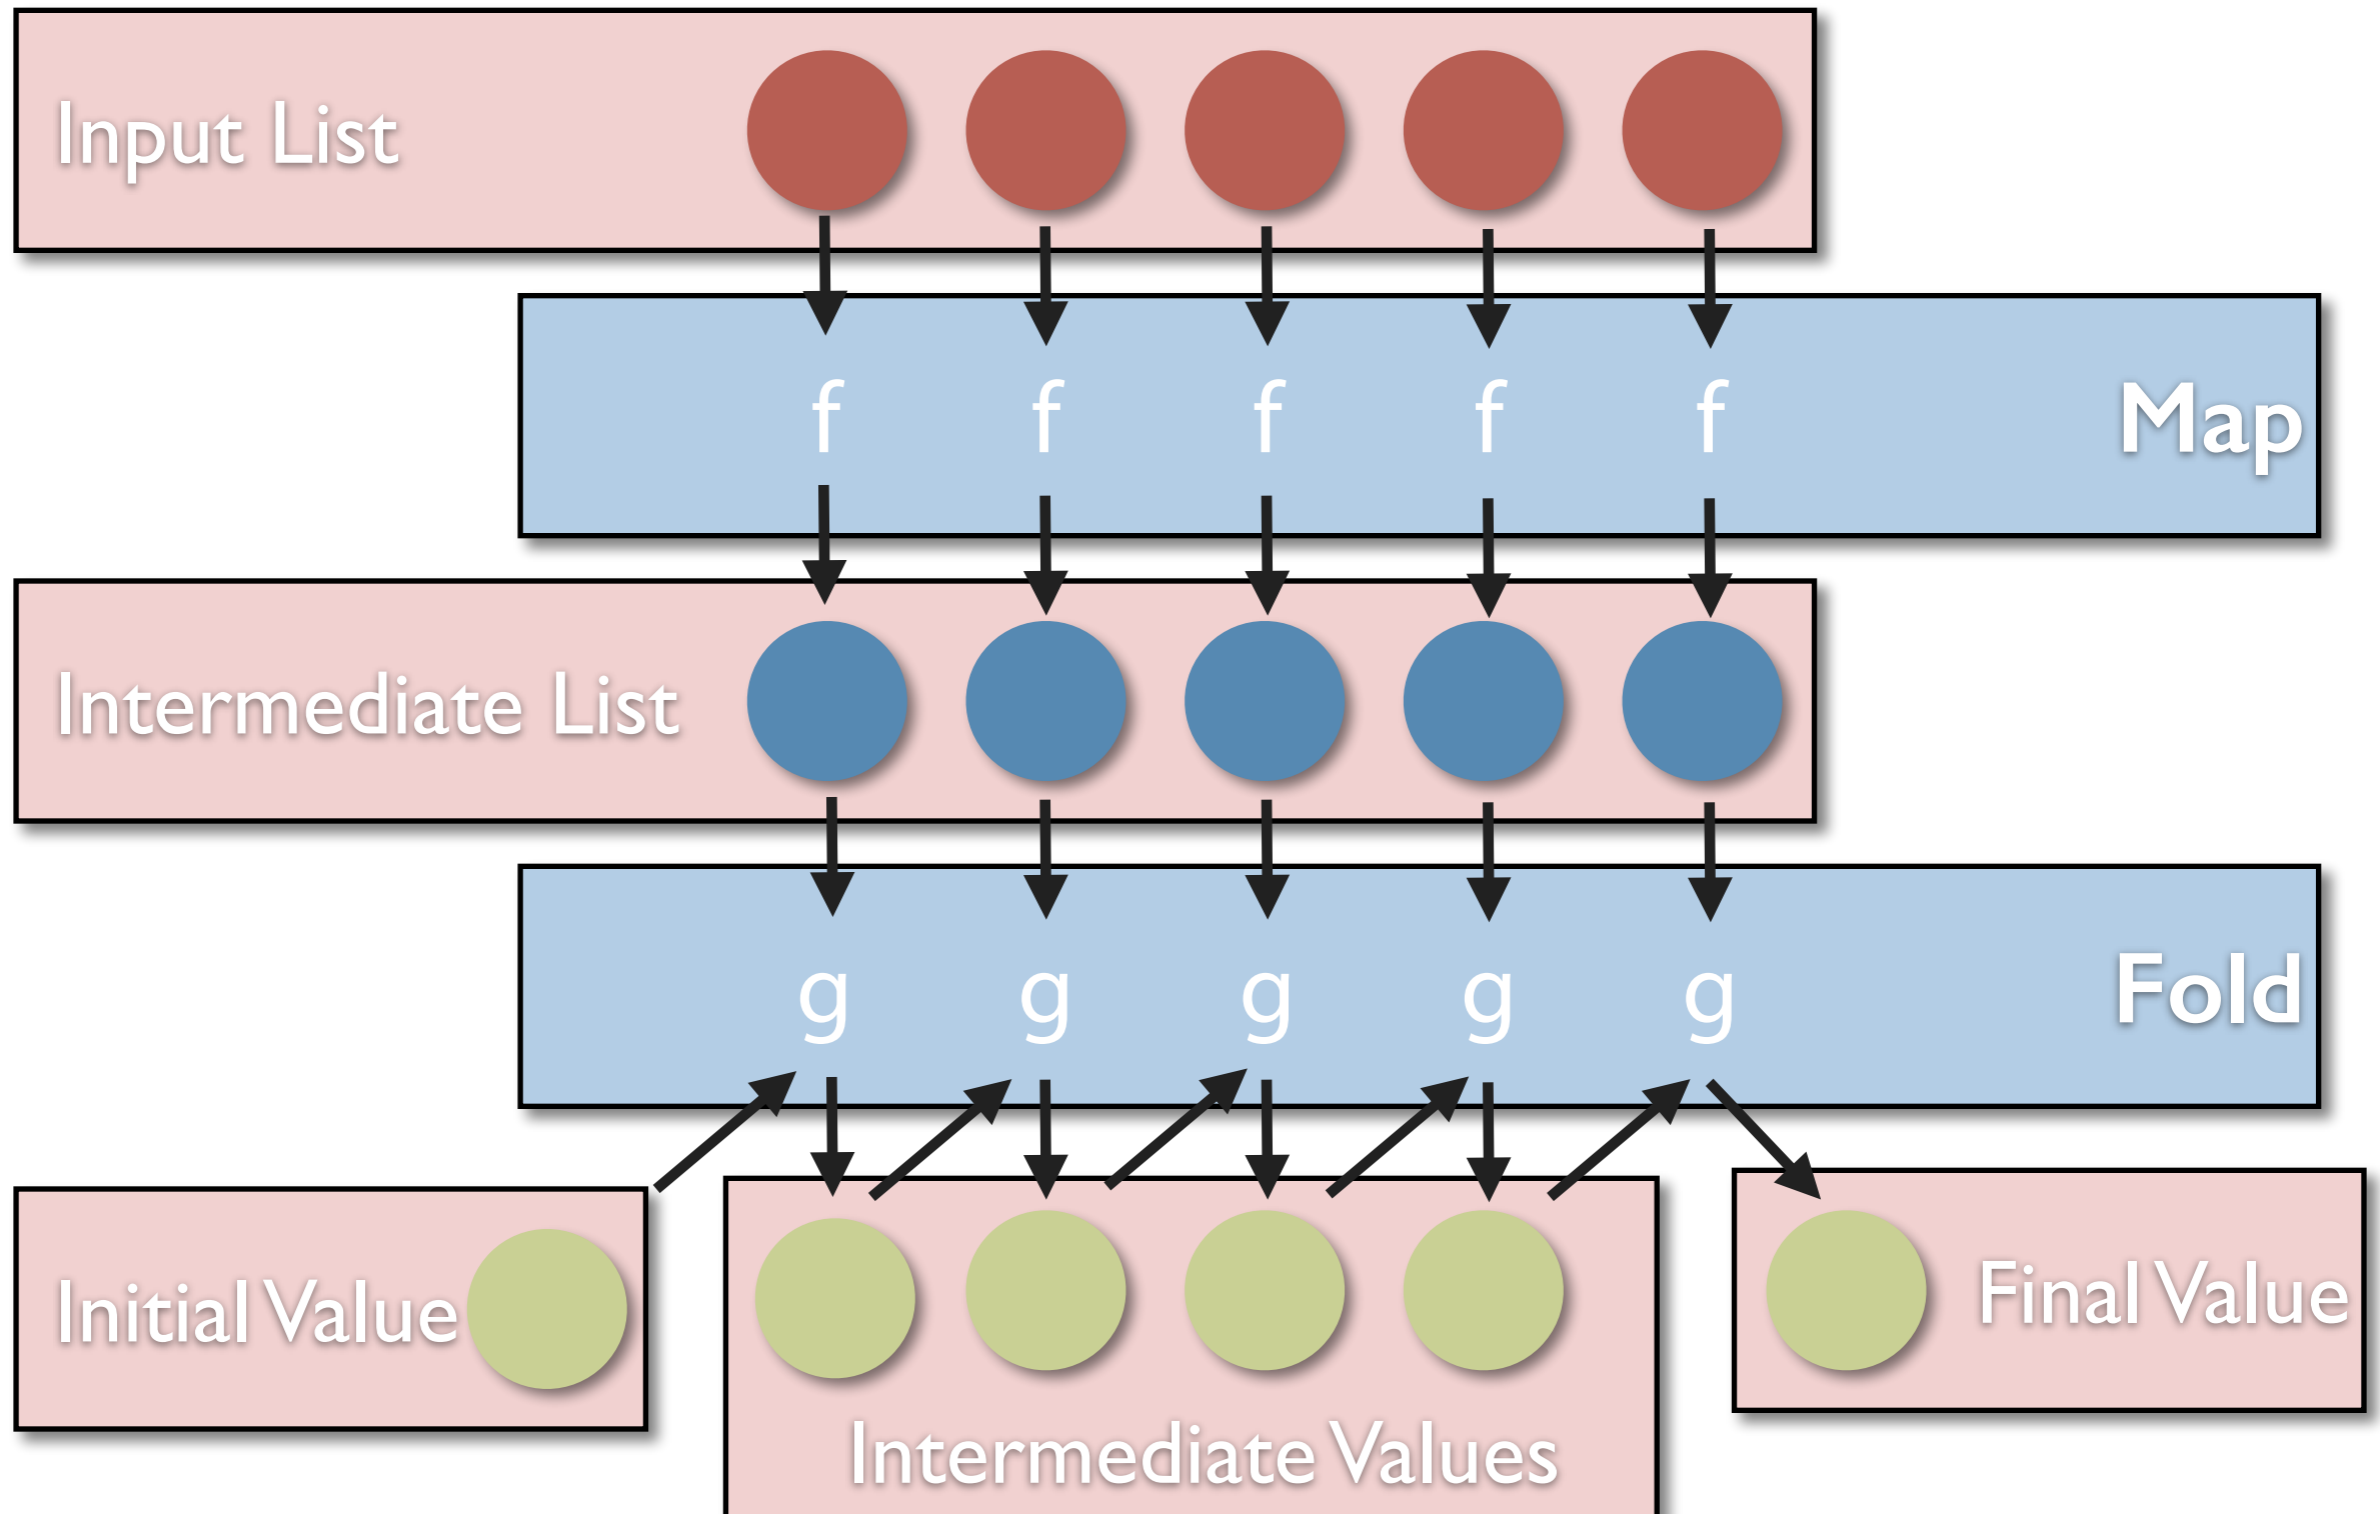 Input List
f f f f f Map
Intermediate List
g g g g g Fold
Initial Value
Final Value
Intermediate Values